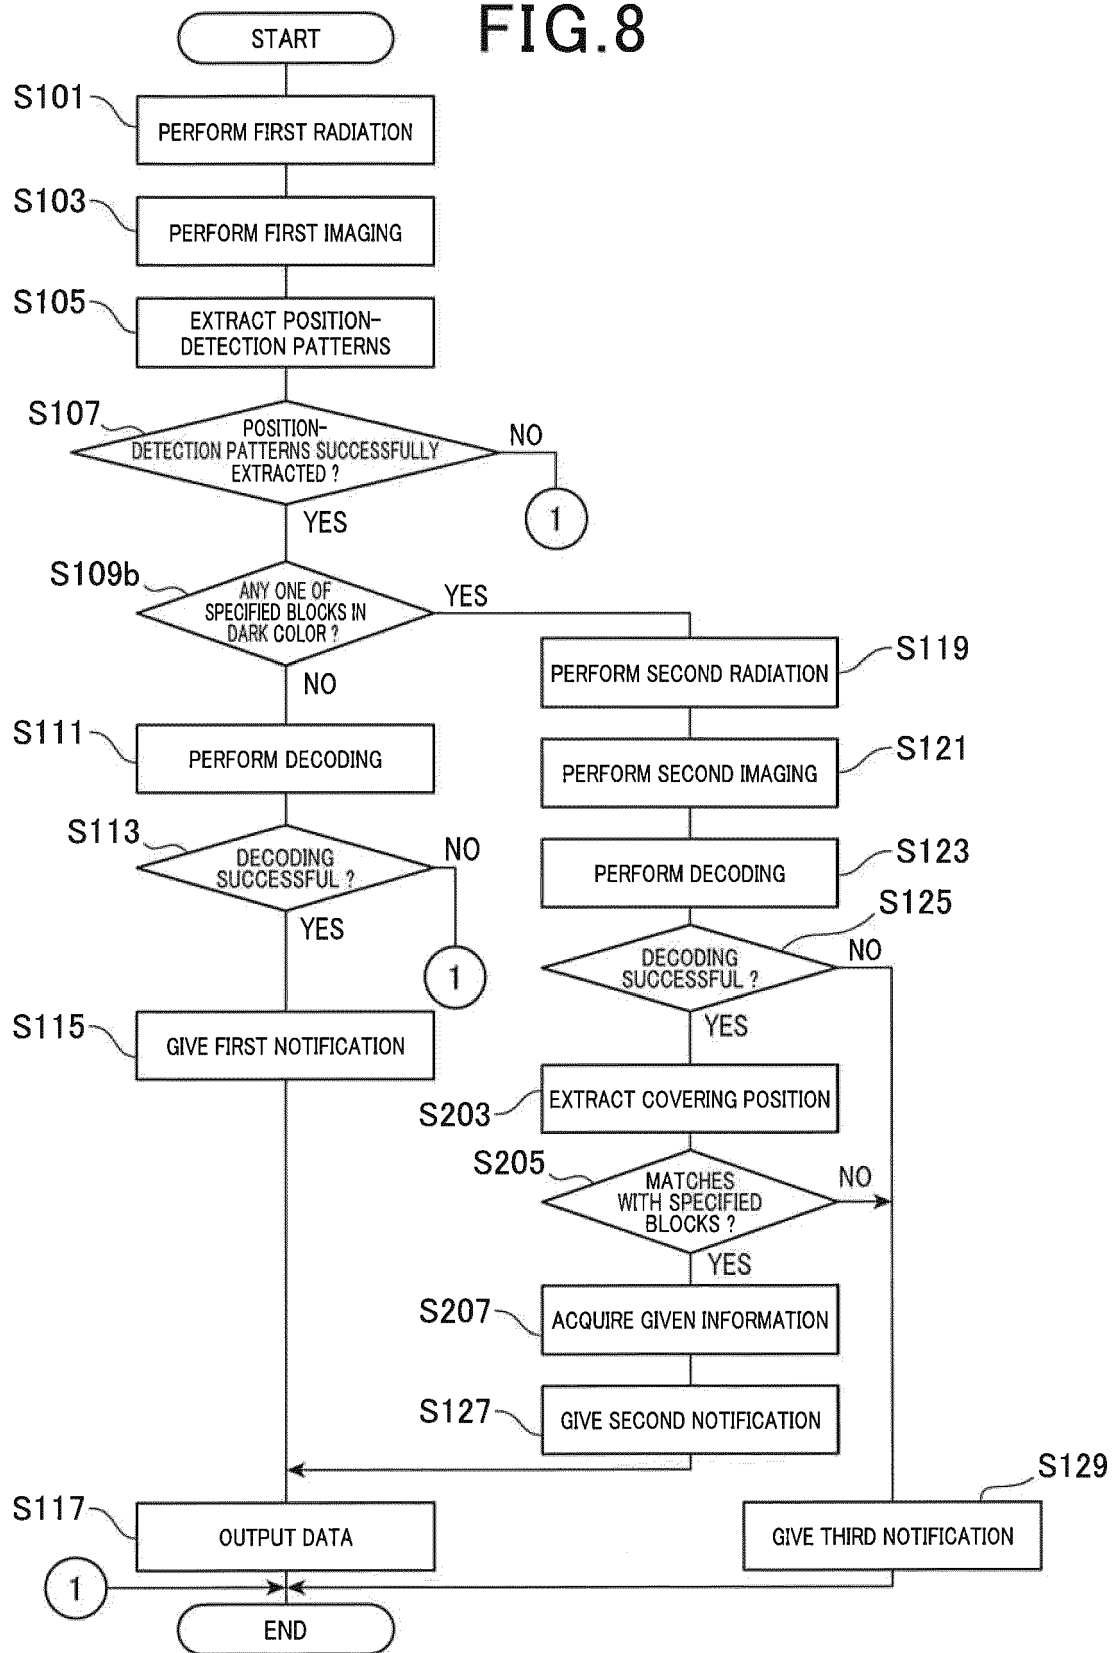 FIG.8
START
S101
PERFORM FIRST RADIATION
S103
PERFORM FIRST IMAGING
S105
EXTRACT POSITION-
DETECTION PATTERNS
S107
POSITION-
DETECTION PATTERNS SUCCESSFULLY
EXTRACTED ?
NO
1
YES
S109b
ANY ONE OF
SPECIFIED BLOCKS IN
DARK COLOR ?
YES
NO
S111
PERFORM DECODING
S113
DECODING
SUCCESSFUL ?
NO
1
YES
S115
GIVE FIRST NOTIFICATION
PERFORM SECOND RADIATION
S119
PERFORM SECOND IMAGING
S121
PERFORM DECODING
S123
S125
DECODING
SUCCESSFUL ?
NO
YES
S203
EXTRACT COVERING POSITION
S205
MATCHES
WITH SPECIFIED
BLOCKS ?
NO
YES
S207
ACQUIRE GIVEN INFORMATION
S127
GIVE SECOND NOTIFICATION
S129
GIVE THIRD NOTIFICATION
S117
OUTPUT DATA
1
END